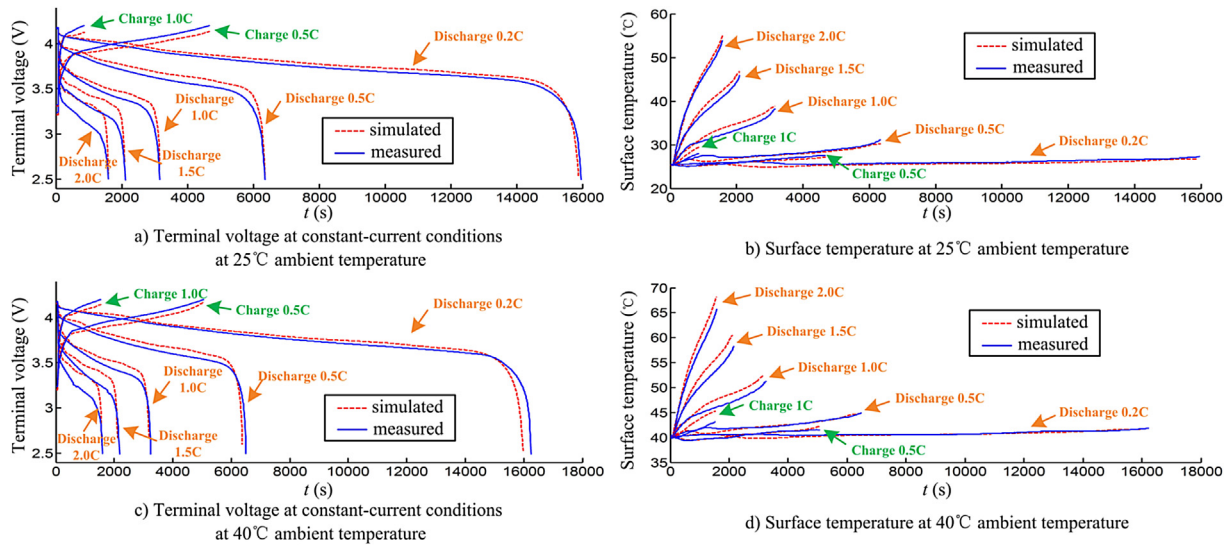 Terminal voltage (V)
4
3.5
3
2.5
0 2000 4000 6000 8000 10000 12000 14000 16000
t (s)
Charge 1.0C
Charge 0.5C
Discharge 0.2C
Discharge
1.0C
Discharge 0.5C
Discharge
2.0C
Discharge
1.5C
simulated
measured
a) Terminal voltage at constant-current conditions
at 25℃ ambient temperature
Surface temperature (℃)
60
50
40
30
20
0 2000 4000 6000 8000 10000 12000 14000 16000
t (s)
Discharge 2.0C
Discharge 1.5C
Discharge 1.0C
Charge 1C
Discharge 0.5C
Discharge 0.2C
Charge 0.5C
simulated
measured
b) Surface temperature at 25℃ ambient temperature
Terminal voltage (V)
4
3.5
3
2.5
0 2000 4000 6000 8000 10000 12000 14000 16000 18000
t (s)
Charge 1.0C
Charge 0.5C
Discharge 0.2C
Discharge
1.0C
Discharge 0.5C
Discharge
2.0C
Discharge
1.5C
simulated
measured
c) Terminal voltage at constant-current conditions
at 40℃ ambient temperature
Surface temperature (℃)
70
65
60
55
50
45
40
35
0 2000 4000 6000 8000 10000 12000 14000 16000 18000
t (s)
Discharge 2.0C
Discharge 1.5C
Discharge 1.0C
Charge 1C
Discharge 0.5C
Discharge 0.2C
Charge 0.5C
simulated
measured
d) Surface temperature at 40℃ ambient temperature